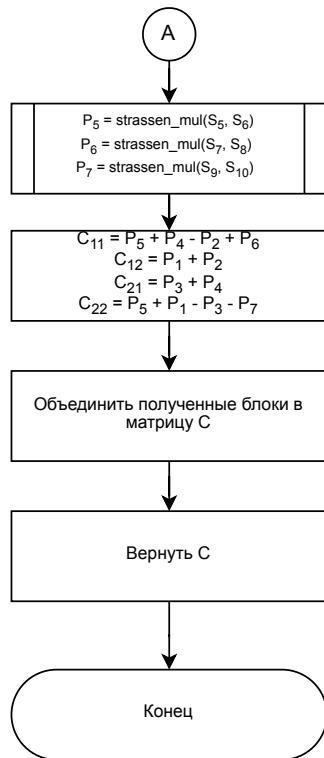 A
P₅ = strassen_mul(S₅, S₆)
P₆ = strassen_mul(S₇, S₈)
P₇ = strassen_mul(S₉, S₁₀)
C₁₁ = P₅ + P₄ - P₂ + P₆
C₁₂ = P₁ + P₂
C₂₁ = P₃ + P₄
C₂₂ = P₅ + P₁ - P₃ - P₇
Объединить полученные блоки в
матрицу С
Вернуть С
Конец